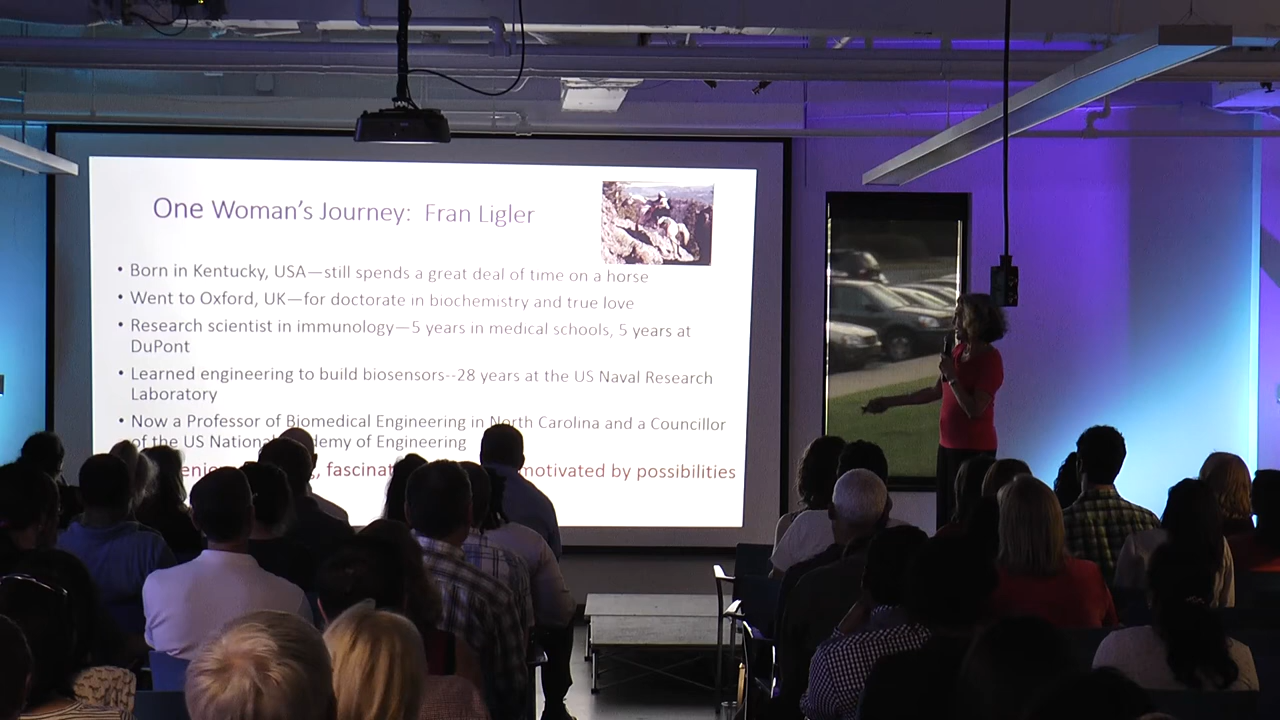 One Woman's Journey: Fran Ligler
• Born in Kentucky, USA—still spends a great deal of time on a horse
• Went to Oxford, UK—for doctorate in biochemistry and true love
• Research scientist in immunology—5 years in medical schools, 5 years at
DuPont
• Learned engineering to build biosensors--28 years at the US Naval Research
Laboratory
• Now a Professor of Biomedical Engineering in North Carolina and a Councillor
of the US National Engineering
motivated by possibilities